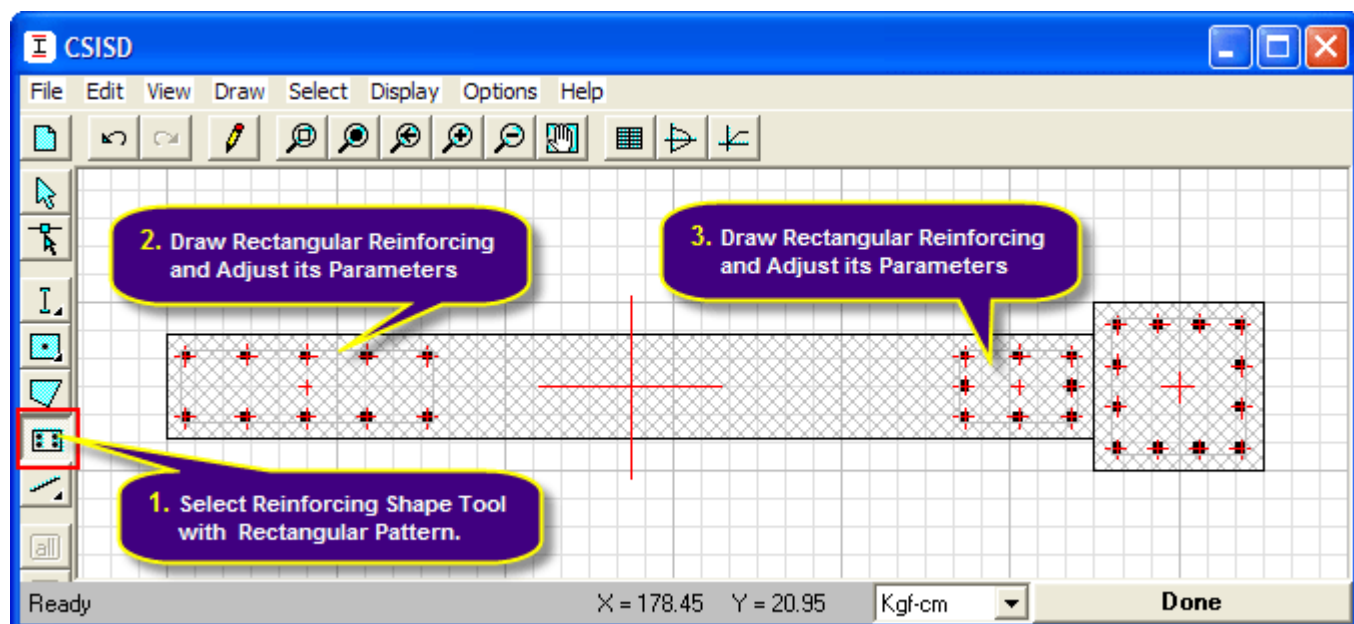 CSISD
File Edit View Draw Select Display Options Help
2. Draw Rectangular Reinforcing
and Adjust its Parameters
3. Draw Rectangular Reinforcing
and Adjust its Parameters
1. Select Reinforcing Shape Tool
with Rectangular Pattern.
all
Ready X = 178.45 Y = 20.95 Kgf-cm Done